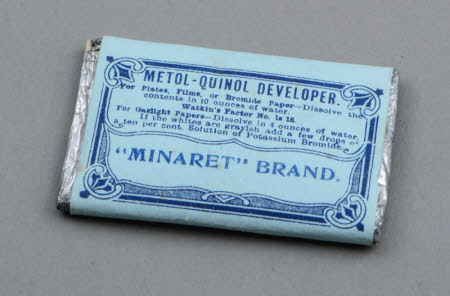 METOL-QUINOL DEVELOPER.
For Plates, Films, or Bromide Paper—Dissolve the
contents in 10 ounces of water.
Watkin's Factor No. is 18.
For Gaslight Papers—Dissolve in 4 ounces of water.
If the whites are grayish add a few drops of
a ten per cent. Solution of Potassium Bromide.
"MINARET" BRAND.